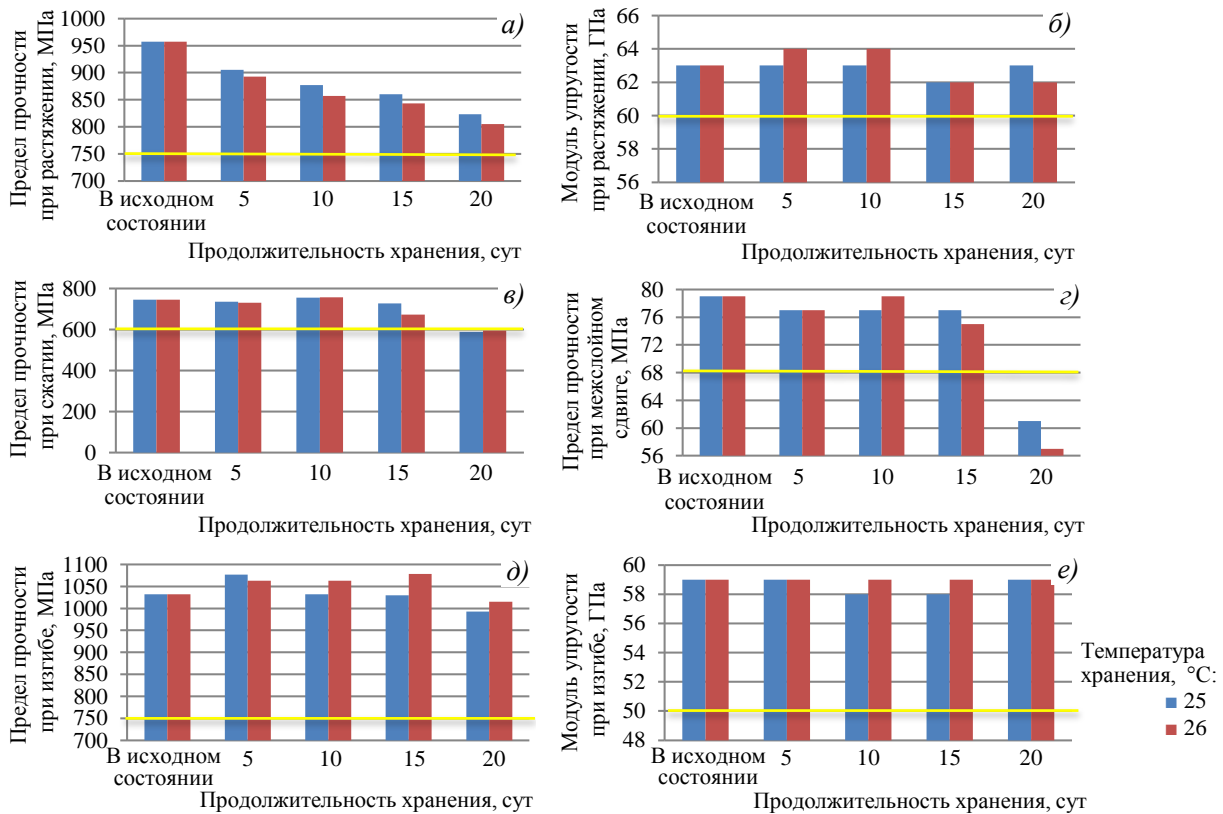 Предел прочности
при растяжении, МПа
1000
950
900
850
800
750
700
а)
В исходном
состоянии
5
10
15
20
Продолжительность хранения, сут
Модуль упругости
при растяжении, ГПа
66
64
62
60
58
56
б)
В исходном
состоянии
5
10
15
20
Продолжительность хранения, сут
Предел прочности
при сжатии, МПа
800
600
400
200
0
в)
В исходном
состоянии
5
10
15
20
Продолжительность хранения, сут
Предел прочности
при межслойном
сдвиге, МПа
80
76
72
68
64
60
56
г)
В исходном
состоянии
5
10
15
20
Продолжительность хранения, сут
Предел прочности
при изгибе, МПа
1100
1050
1000
950
900
850
800
750
700
д)
В исходном
состоянии
5
10
15
20
Продолжительность хранения, сут
Модуль упругости
при изгибе, ГПа
60
58
56
54
52
50
48
е)
В исходном
состоянии
5
10
15
20
Продолжительность хранения, сут
Температура
хранения, °С:
25
26